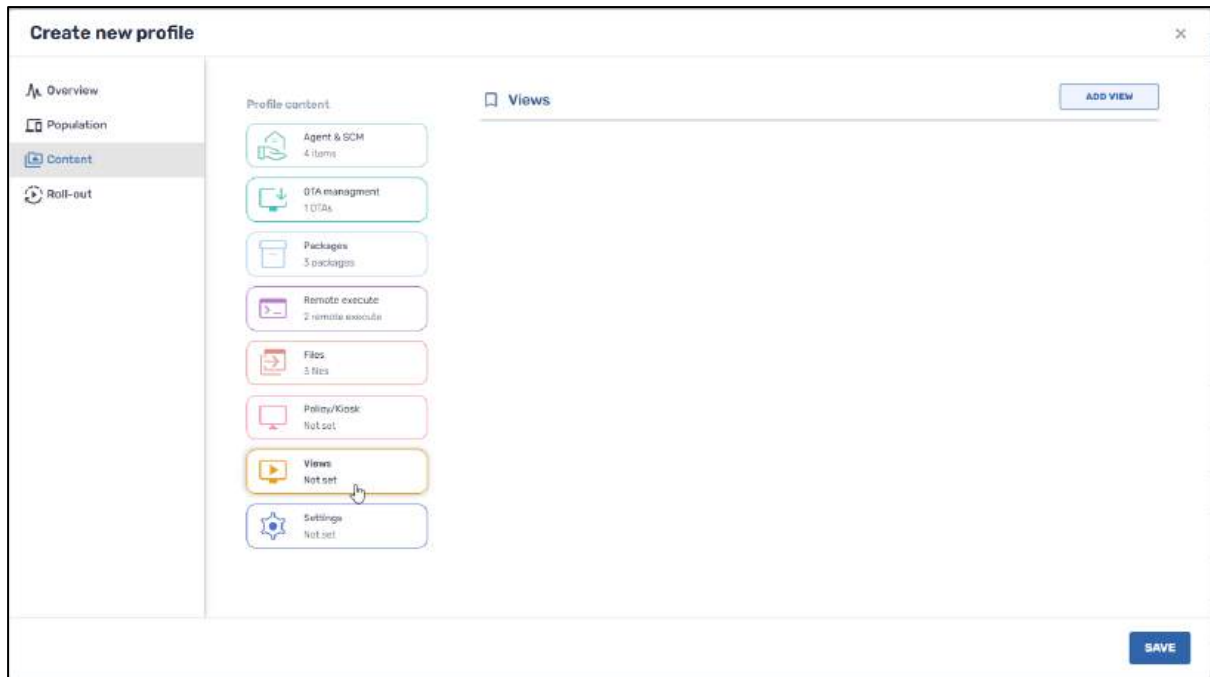 Create new profile
Overview
Population
Content
Roll-out
Profile content
Agent & SCM
4 items
OTA managment
1 OTAs
Packages
3 packages
Remote execute
2 remote execute
Files
3 files
Policy/Kiosk
Not set
Views
Not set
Settings
Not set
Views
ADD VIEW
SAVE